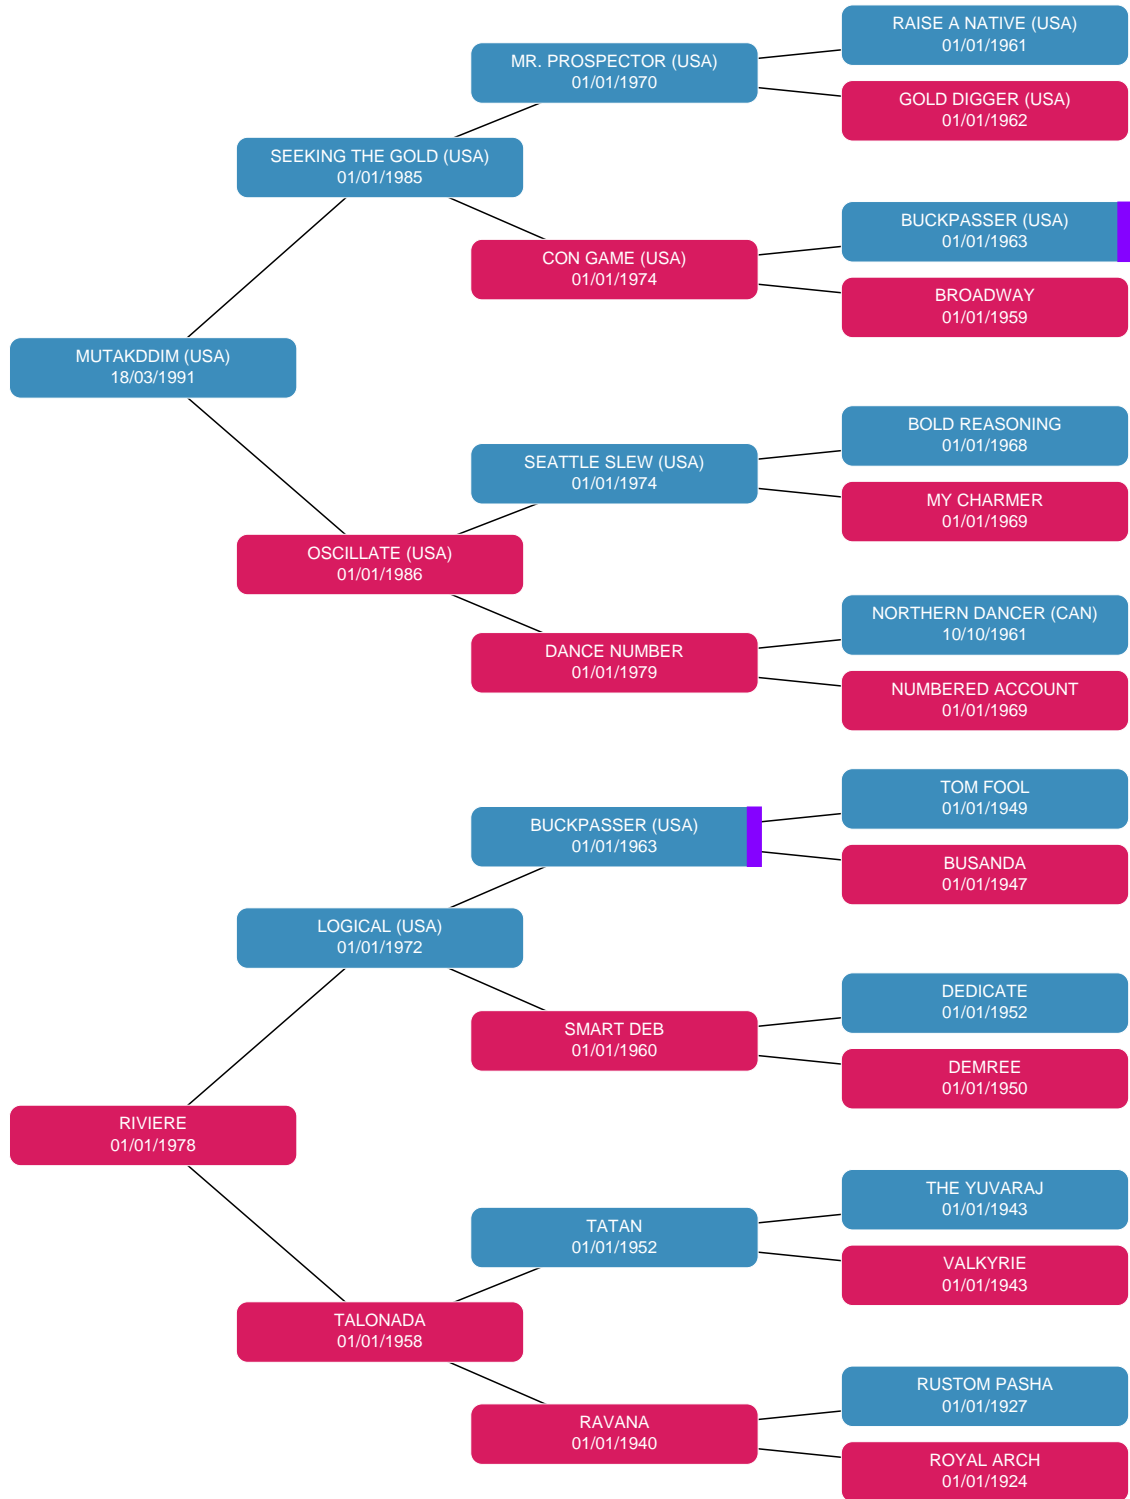 RAISE A NATIVE (USA)
01/01/1961
MR. PROSPECTOR (USA)
01/01/1970
GOLD DIGGER (USA)
01/01/1962
SEEKING THE GOLD (USA)
01/01/1985
BUCKPASSER (USA)
01/01/1963
CON GAME (USA)
01/01/1974
BROADWAY
01/01/1959
MUTAKDDIM (USA)
18/03/1991
BOLD REASONING
01/01/1968
SEATTLE SLEW (USA)
01/01/1974
MY CHARMER
01/01/1969
OSCILLATE (USA)
01/01/1986
NORTHERN DANCER (CAN)
10/10/1961
DANCE NUMBER
01/01/1979
NUMBERED ACCOUNT
01/01/1969
TOM FOOL
01/01/1949
BUCKPASSER (USA)
01/01/1963
BUSANDA
01/01/1947
LOGICAL (USA)
01/01/1972
DEDICATE
01/01/1952
SMART DEB
01/01/1960
DEMREE
01/01/1950
RIVIERE
01/01/1978
THE YUVARAJ
01/01/1943
TATAN
01/01/1952
VALKYRIE
01/01/1943
TALONADA
01/01/1958
RUSTOM PASHA
01/01/1927
RAVANA
01/01/1940
ROYAL ARCH
01/01/1924